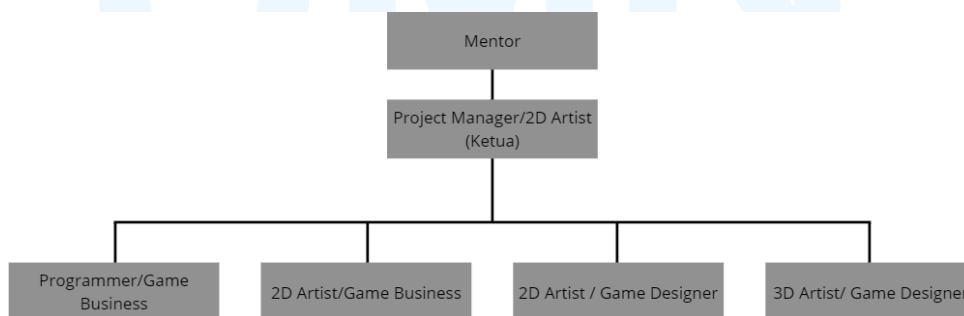 Mentor
Project Manager/2D Artist
(Ketua)
Programmer/Game
Business
2D Artist/Game Business
2D Artist / Game Designer
3D Artist/ Game Designer